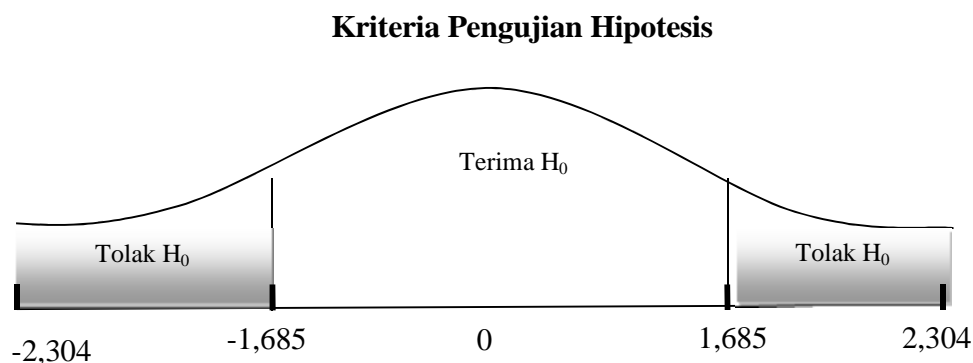 Kriteria Pengujian Hipotesis
Terima H₀
Tolak H₀
Tolak H₀
-2,304
-1,685
0
1,685
2,304